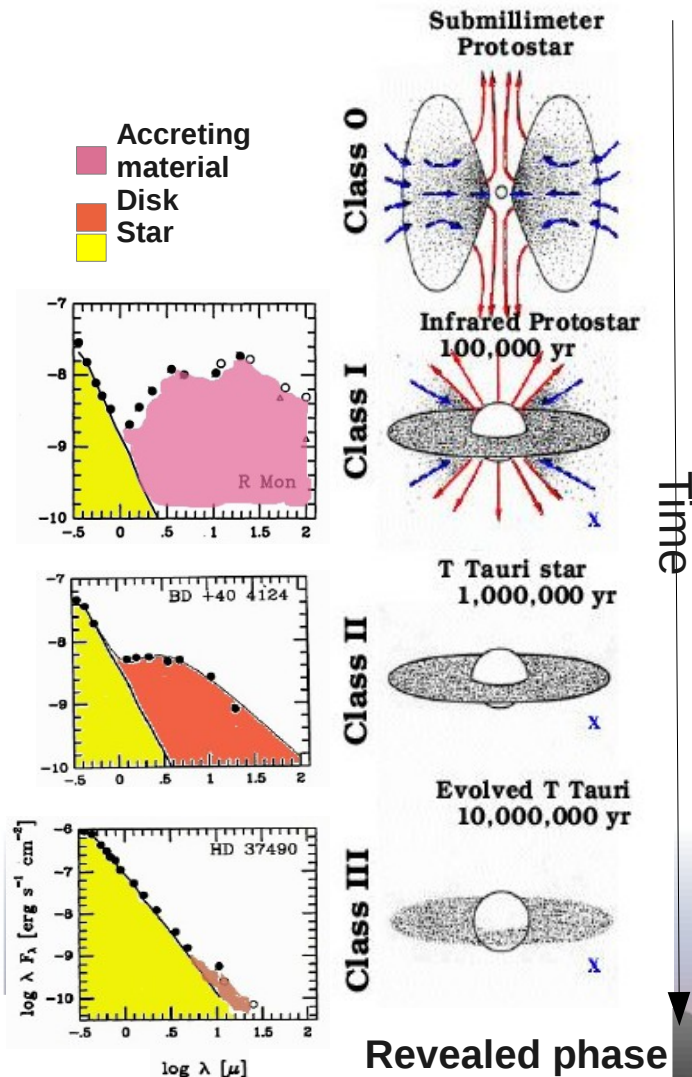 Submillimeter
Protostar
Accreting
material
Disk
Star
Class 0
-7
-8
-9
-10
-.5
0
.5
1
1.5
2
R Mon
Infrared Protostar
100,000 yr
Class I
X
Time
-7
-8
-9
-10
-.5
0
.5
1
1.5
2
BD +40 4124
T Tauri star
1,000,000 yr
Class II
X
-6
-7
-8
-9
-10
-.5
0
.5
1
1.5
2
HD 37490
log λ Fλ [erg s⁻¹ cm⁻²]
log λ [μ]
Evolved T Tauri
10,000,000 yr
Class III
X
Revealed phase